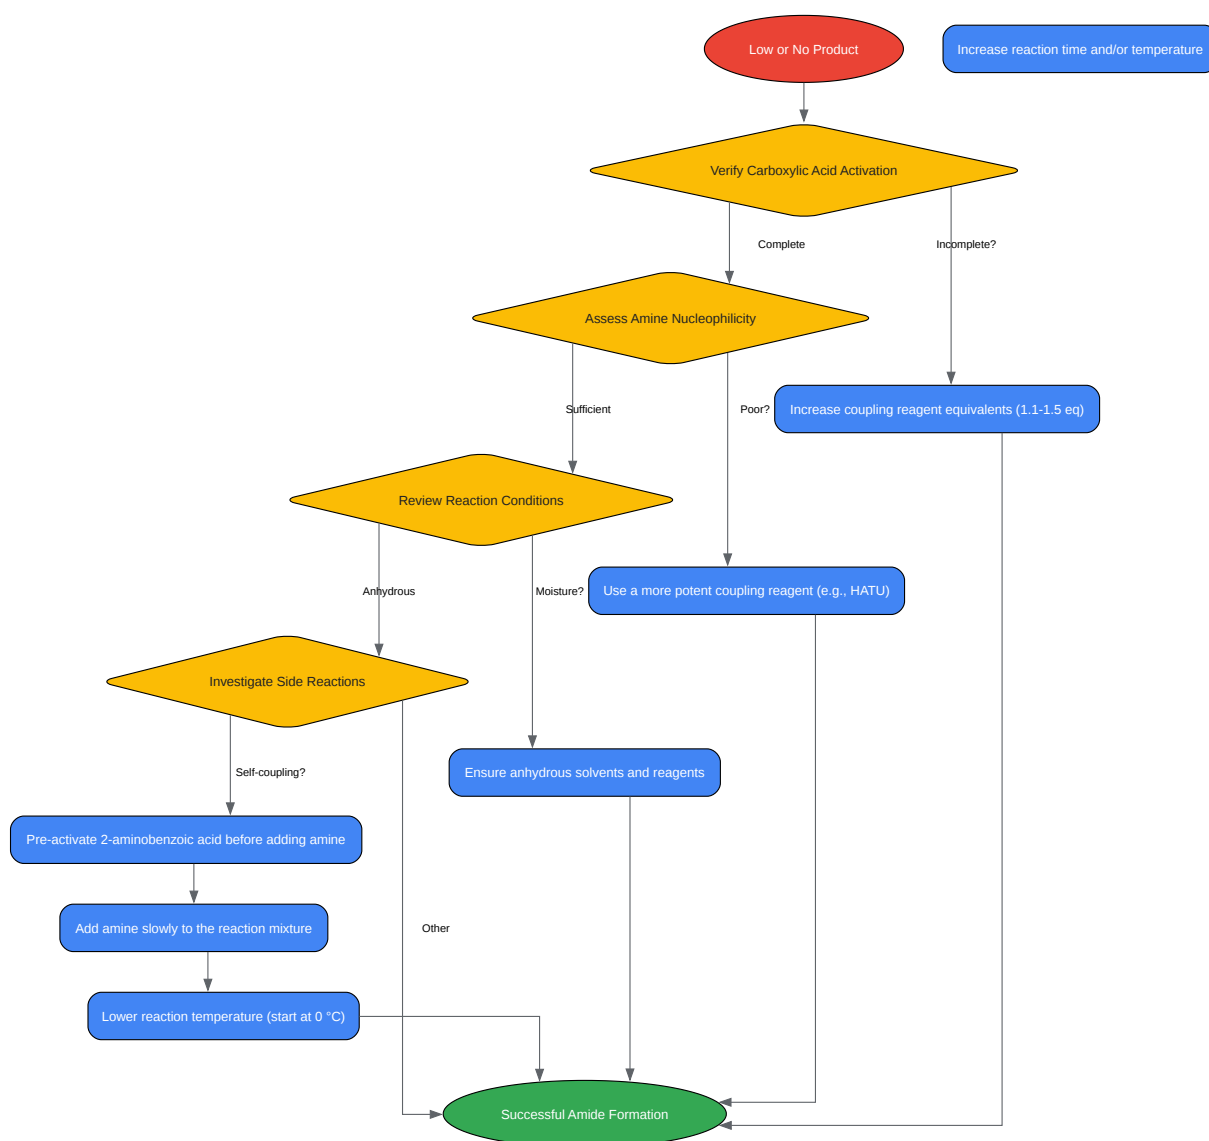 Low or No Product
Increase reaction time and/or temperature
Verify Carboxylic Acid Activation
Complete
Incomplete?
Assess Amine Nucleophilicity
Sufficient
Poor?
Increase coupling reagent equivalents (1.1-1.5 eq)
Review Reaction Conditions
Anhydrous
Moisture?
Use a more potent coupling reagent (e.g., HATU)
Investigate Side Reactions
Self-coupling?
Ensure anhydrous solvents and reagents
Pre-activate 2-aminobenzoic acid before adding amine
Add amine slowly to the reaction mixture
Other
Lower reaction temperature (start at 0 °C)
Successful Amide Formation